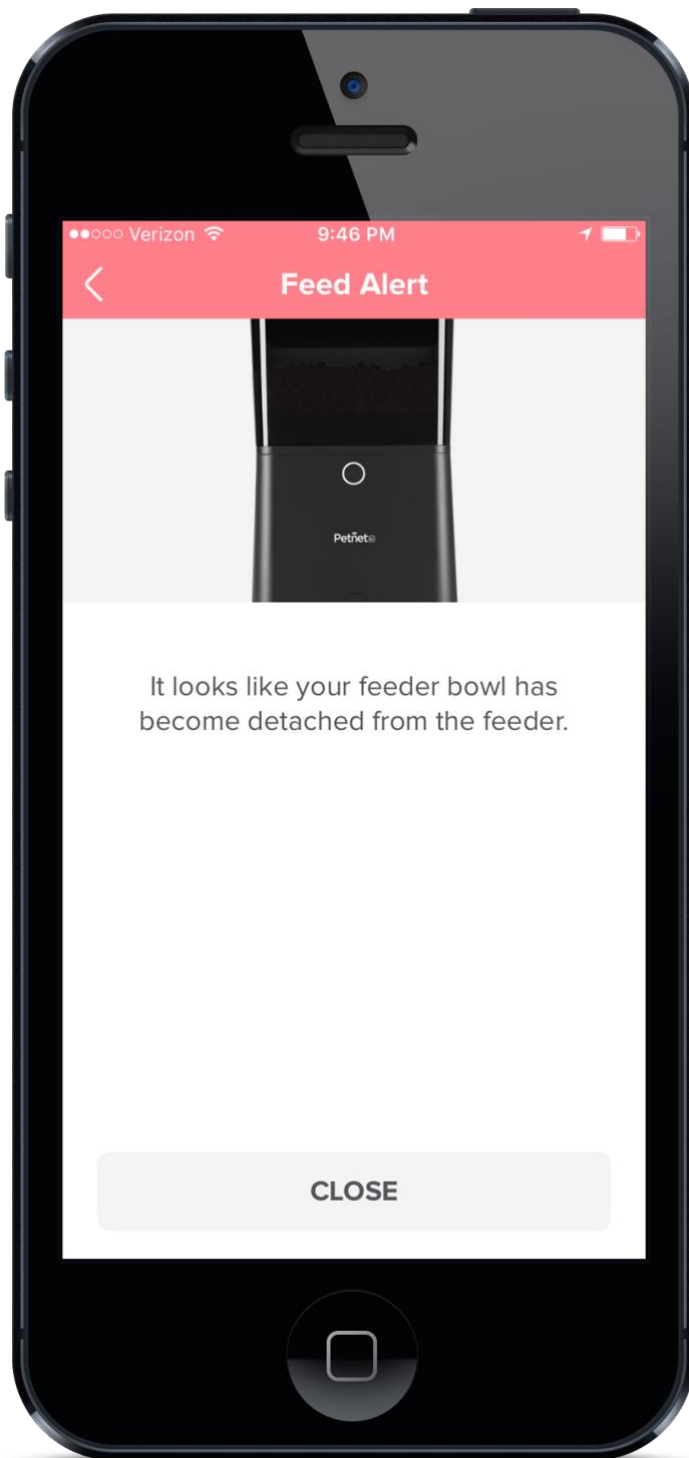 Verizon 9:46 PM
Feed Alert
Petnet
It looks like your feeder bowl has
become detached from the feeder.
CLOSE